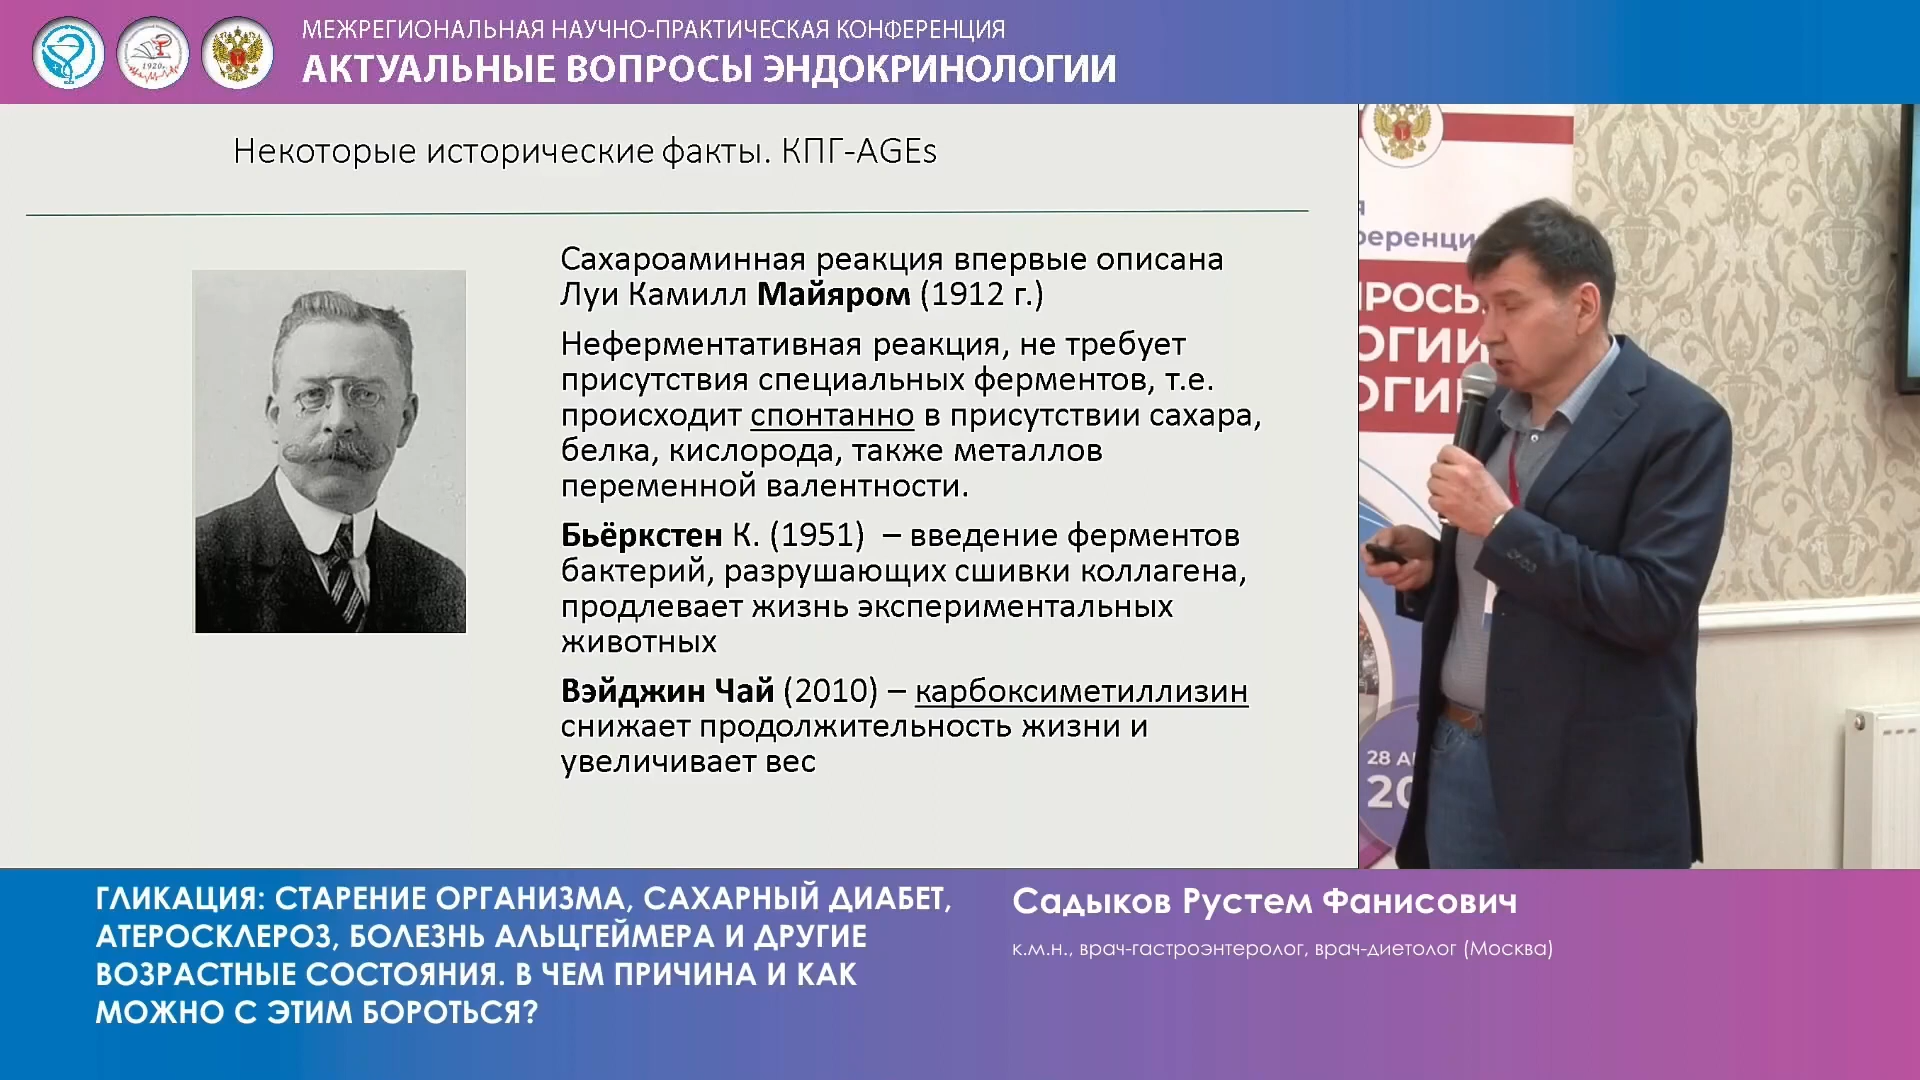 МЕЖРЕГИОНАЛЬНАЯ НАУЧНО-ПРАКТИЧЕСКАЯ КОНФЕРЕНЦИЯ
АКТУАЛЬНЫЕ ВОПРОСЫ ЭНДОКРИНОЛОГИИ
1920г.
Некоторые исторические факты. КПГ-AGEs
Сахароаминная реакция впервые описана
Луи Камилл Майяром (1912 г.)
Неферментативная реакция, не требует
присутствия специальных ферментов, т.е.
происходит спонтанно в присутствии сахара,
белка, кислорода, также металлов
переменной валентности.
Бьёркстен К. (1951) – введение ферментов
бактерий, разрушающих сшивки коллагена,
продлевает жизнь экспериментальных
животных
Вэйджин Чай (2010) – карбоксиметиллизин
снижает продолжительность жизни и
увеличивает вес
28
ГЛИКАЦИЯ: СТАРЕНИЕ ОРГАНИЗМА, САХАРНЫЙ ДИАБЕТ,
АТЕРОСКЛЕРОЗ, БОЛЕЗНЬ АЛЬЦГЕЙМЕРА И ДРУГИЕ
ВОЗРАСТНЫЕ СОСТОЯНИЯ. В ЧЕМ ПРИЧИНА И КАК
МОЖНО С ЭТИМ БОРОТЬСЯ?
Садыков Рустем Фанисович
к.м.н., врач-гастроэнтеролог, врач-диетолог (Москва)